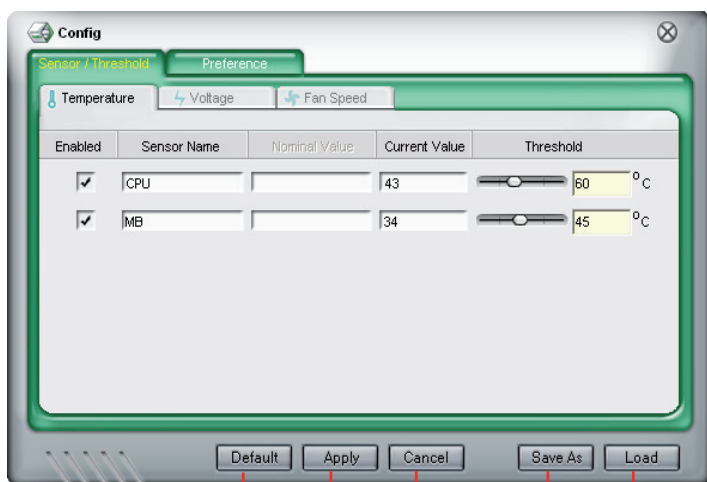 Config
Sensor / Threshold Preference
Temperature Voltage Fan Speed
Enabled Sensor Name Nominal Value Current Value Threshold
CPU 43 60 °C
MB 34 45 °C
Default Apply Cancel Save As Load